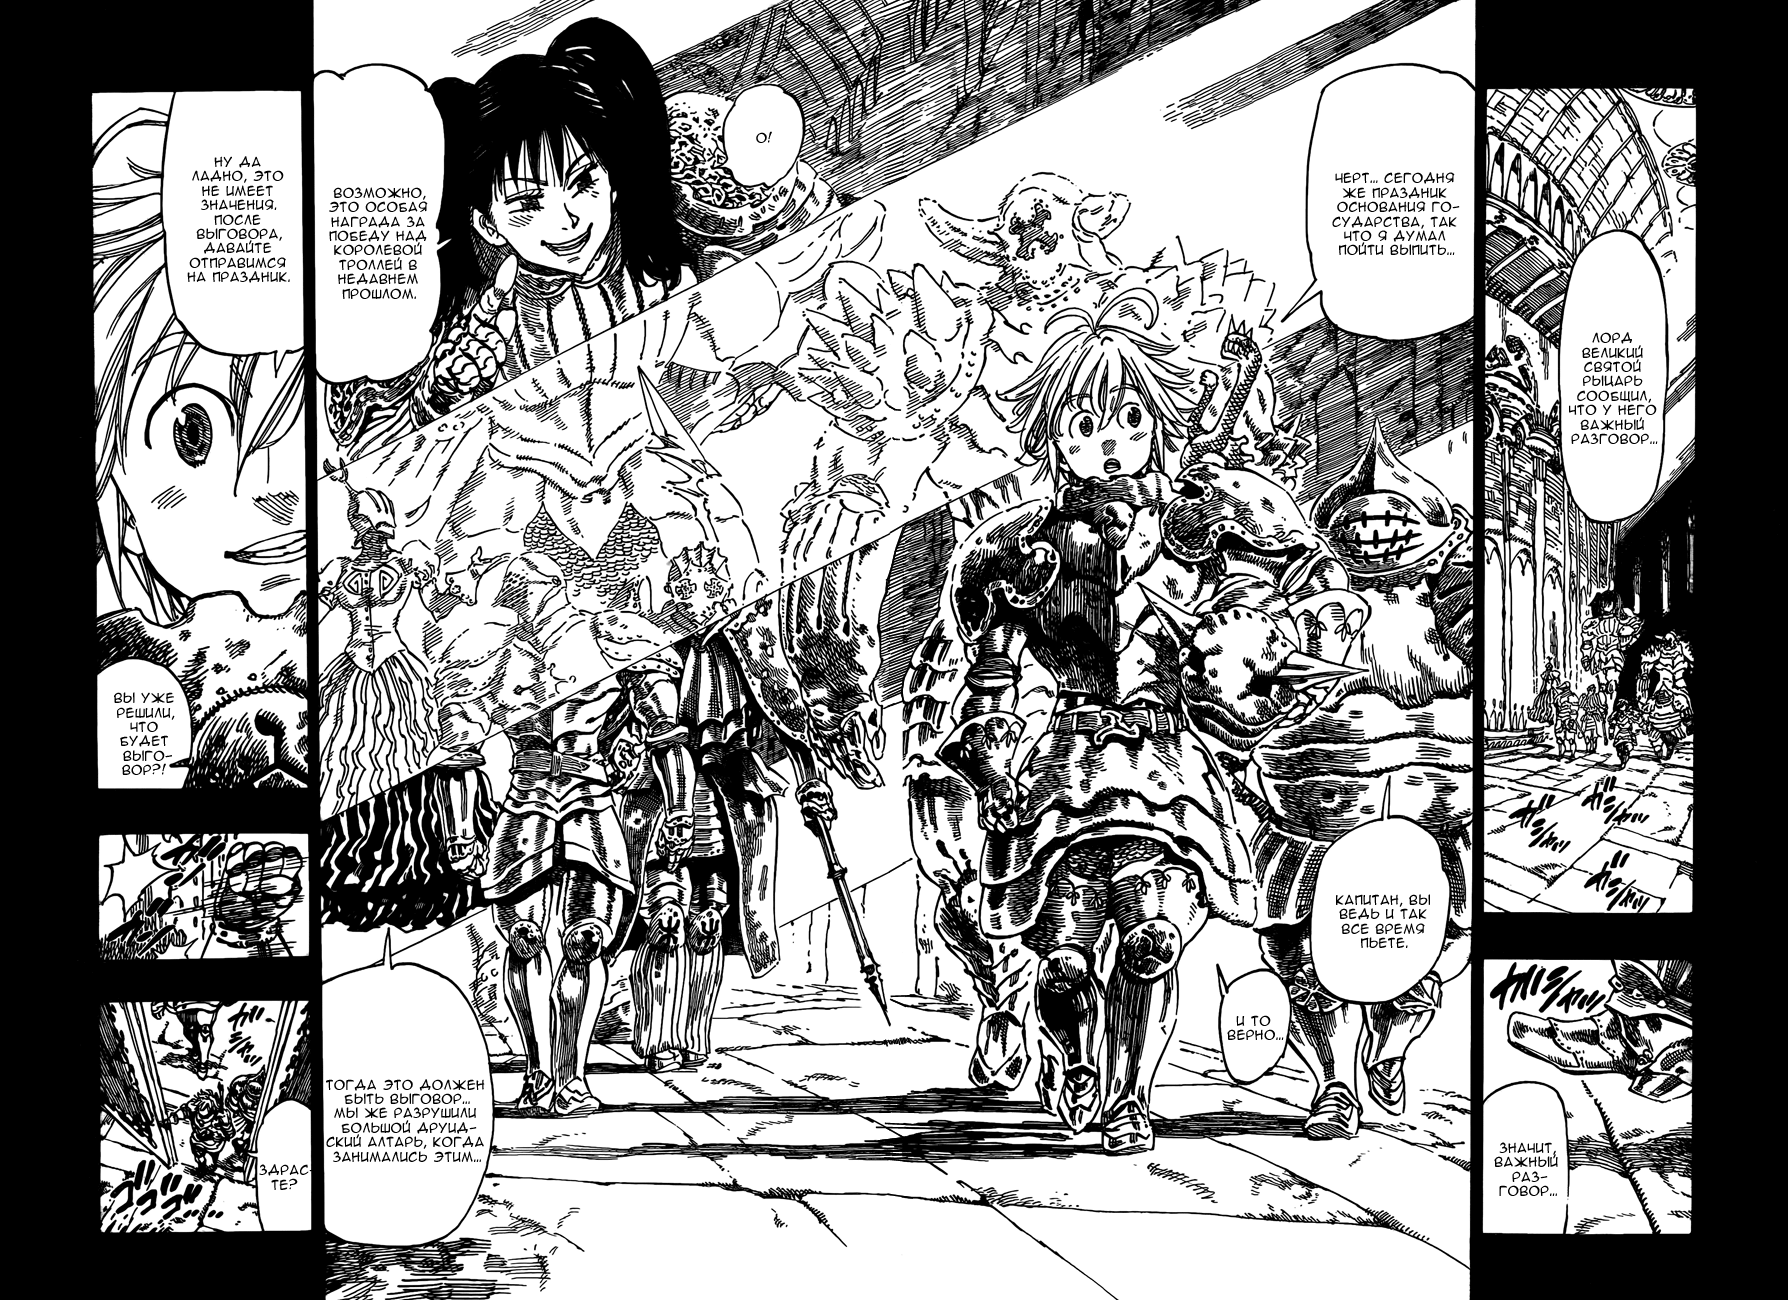 ЛОРД
ВЕЛИКИЙ
СВЯТОЙ
РЫЦАРЬ
СООБЩИЛ,
ЧТО У НЕГО
ВАЖНЫЙ
РАЗГОВОР...
ЗНАЧИТ,
ВАЖНЫЙ
РАЗ-
ГОВОР...
ЧЕРТ... СЕГОДНЯ
ЖЕ ПРАЗДНИК
ОСНОВАНИЯ ГО-
СУДАРСТВА, ТАК
ЧТО Я ДУМАЛ
ПОЙТИ ВЫПИТЬ...
КАПИТАН, ВЫ
ВЕДЬ И ТАК
ВСЕ ВРЕМЯ
ПЬЕТЕ.
И ТО
ВЕРНО...
О!
ВОЗМОЖНО,
ЭТО ОСОБАЯ
НАГРАДА ЗА
ПОБЕДУ НАД
КОРОЛЕВОЙ
ТРОЛЛЕЙ В
НЕДАВНЕМ
ПРОШЛОМ.
ТОГДА ЭТО ДОЛЖЕН
БЫТЬ ВЫГОВОР...
МЫ ЖЕ РАЗРУШИЛИ
БОЛЬШОЙ ДРУИД-
СКИЙ АЛТАРЬ, КОГДА
ЗАНИМАЛИСЬ ЭТИМ...
НУ ДА
ЛАДНО, ЭТО
НЕ ИМЕЕТ
ЗНАЧЕНИЯ.
ПОСЛЕ
ВЫГОВОРА,
ДАВАЙТЕ
ОТПРАВИМСЯ
НА ПРАЗДНИК.
ВЫ УЖЕ
РЕШИЛИ,
ЧТО
БУДЕТ
ВЫГО-
ВОР?!
ЗДРАС-
ТЕ?